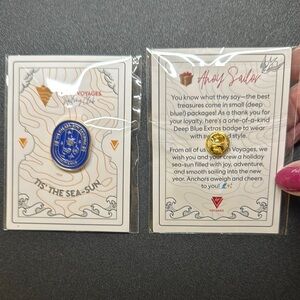 VOYAGES
'TIS THE SEA-SUN
Ahoy Sailor
You know what they say—the best
treasures come in small (deep
blue!) packages! As a thank you for
your loyalty, here's a one-of-a-kind
Deep Blue Extras badge to wear
with style.
From all of us Voyages, we
wish you and your crew a holiday
sea-sun filled with joy, adventure,
and smooth sailing into the new
year. Anchors aweigh and cheers
to you!
VOYAGES